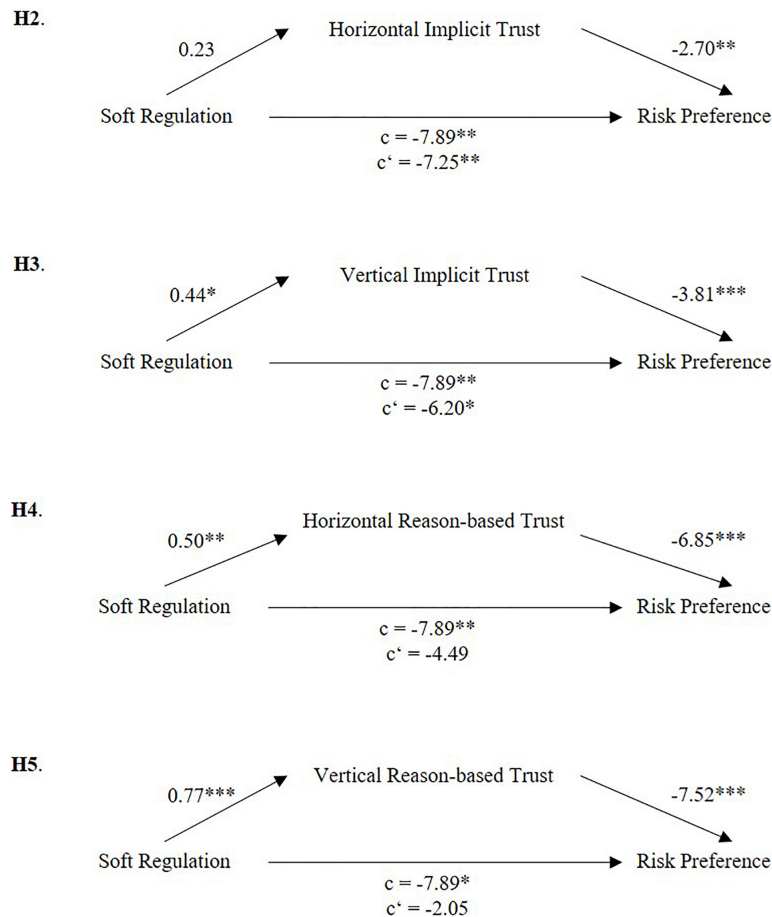 H2.
Horizontal Implicit Trust
0.23
-2.70**
Soft Regulation
Risk Preference
c = -7.89**
c‘ = -7.25**
H3.
Vertical Implicit Trust
0.44*
-3.81***
Soft Regulation
Risk Preference
c = -7.89**
c‘ = -6.20*
H4.
Horizontal Reason-based Trust
0.50**
-6.85***
Soft Regulation
Risk Preference
c = -7.89**
c‘ = -4.49
H5.
Vertical Reason-based Trust
0.77***
-7.52***
Soft Regulation
Risk Preference
c = -7.89*
c‘ = -2.05